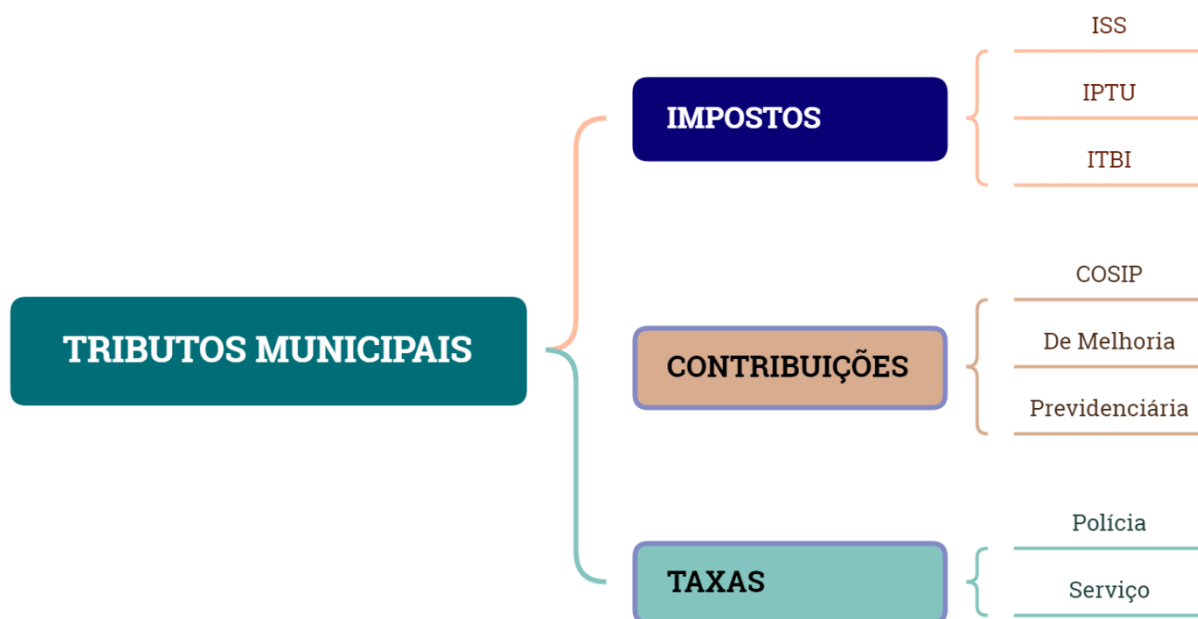 TRIBUTOS MUNICIPAIS
IMPOSTOS
ISS
IPTU
ITBI
CONTRIBUIÇÕES
COSIP
De Melhoria
Previdenciária
TAXAS
Polícia
Serviço